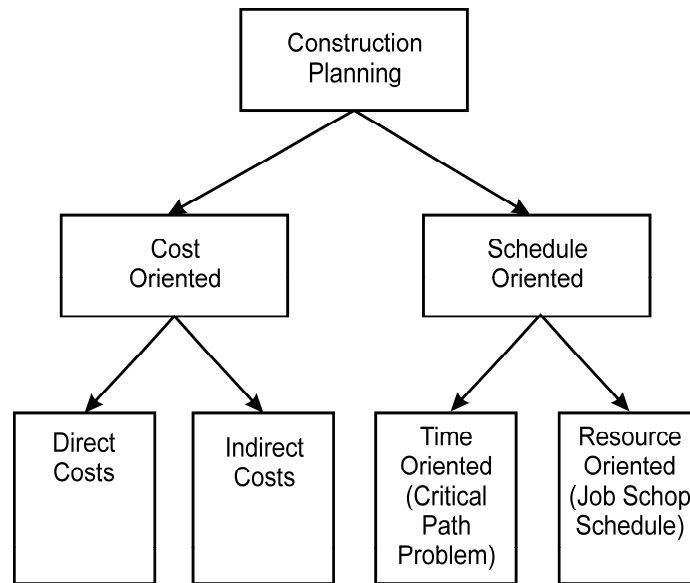 Construction
Planning
Cost
Oriented
Schedule
Oriented
Direct
Costs
Indirect
Costs
Time
Oriented
(Critical
Path
Problem)
Resource
Oriented
(Job Schop
Schedule)